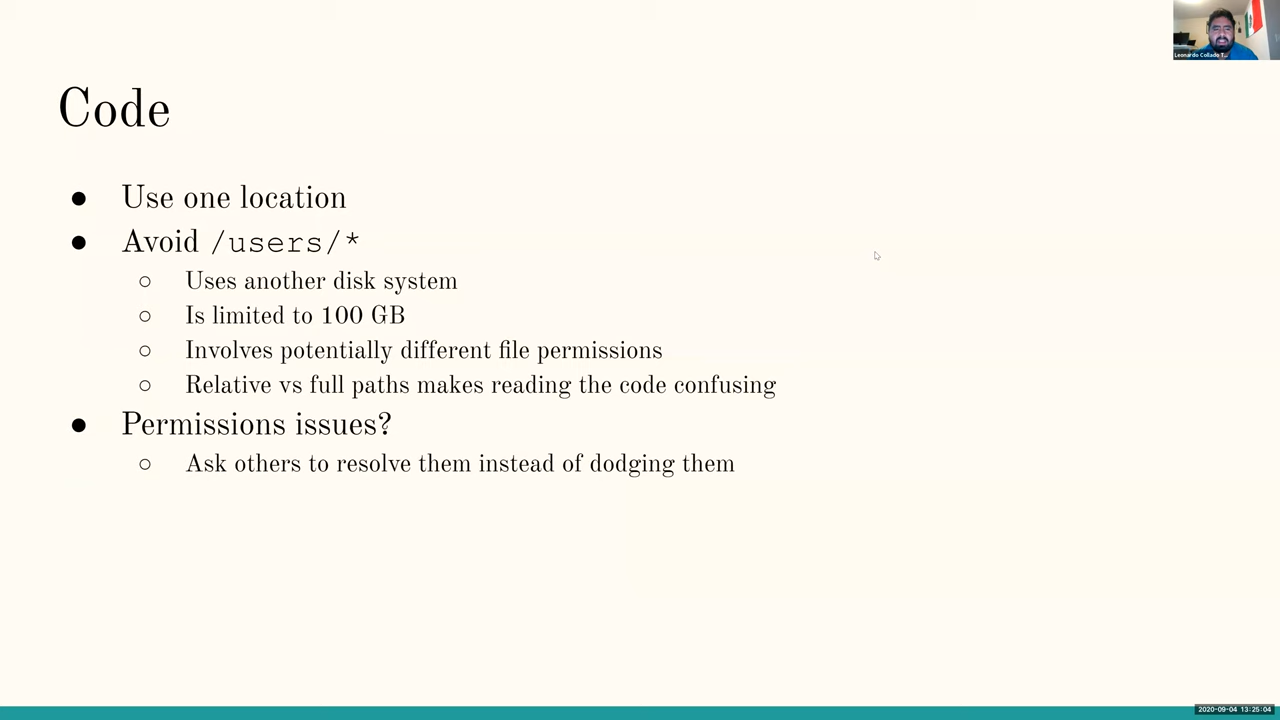 Leonardo Collado T...
Code
● Use one location
● Avoid /users/*
○ Uses another disk system
○ Is limited to 100 GB
○ Involves potentially different file permissions
○ Relative vs full paths makes reading the code confusing
● Permissions issues?
○ Ask others to resolve them instead of dodging them
2020-09-04 13:25:04